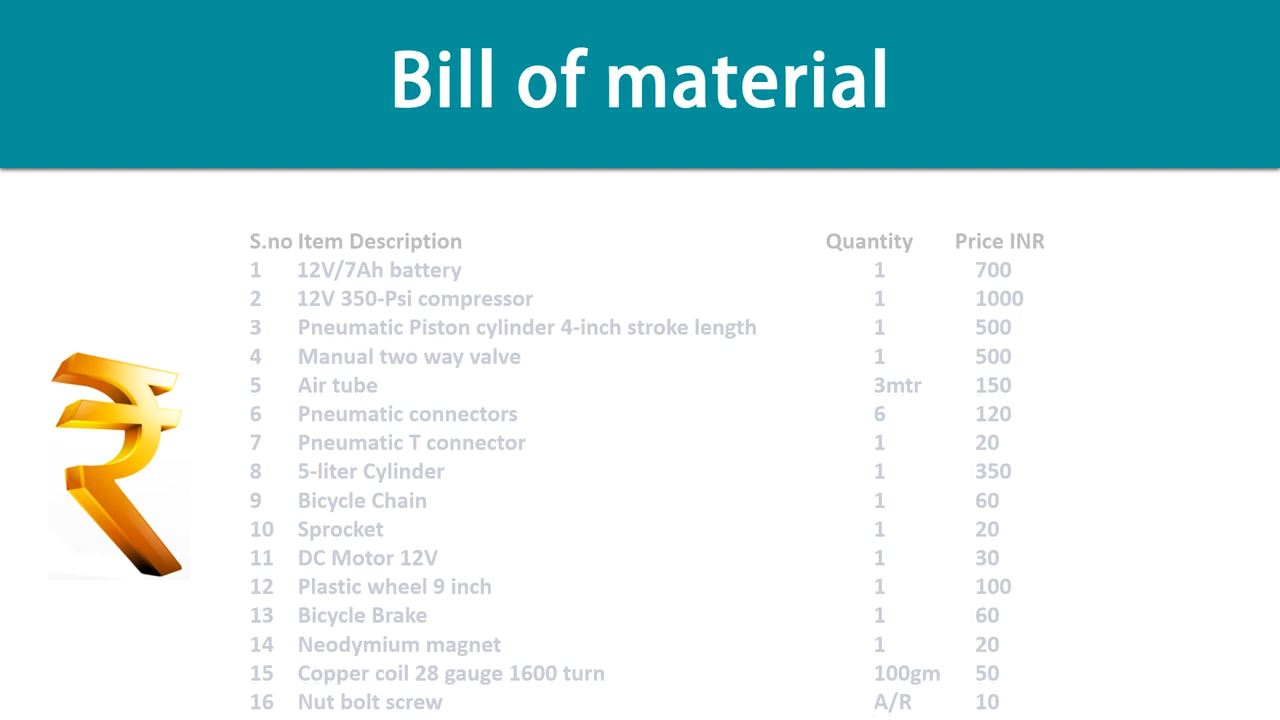 Bill of material
S.no Item Description Quantity Price INR
1 12V/7Ah battery 1 700
2 12V 350-Psi compressor 1 1000
3 Pneumatic Piston cylinder 4-inch stroke length 1 500
4 Manual two way valve 1 500
5 Air tube 3mtr 150
6 Pneumatic connectors 6 120
7 Pneumatic T connector 1 20
8 5-liter Cylinder 1 350
9 Bicycle Chain 1 60
10 Sprocket 1 20
11 DC Motor 12V 1 30
12 Plastic wheel 9 inch 1 100
13 Bicycle Brake 1 60
14 Neodymium magnet 1 20
15 Copper coil 28 gauge 1600 turn 100gm 50
16 Nut bolt screw A/R 10